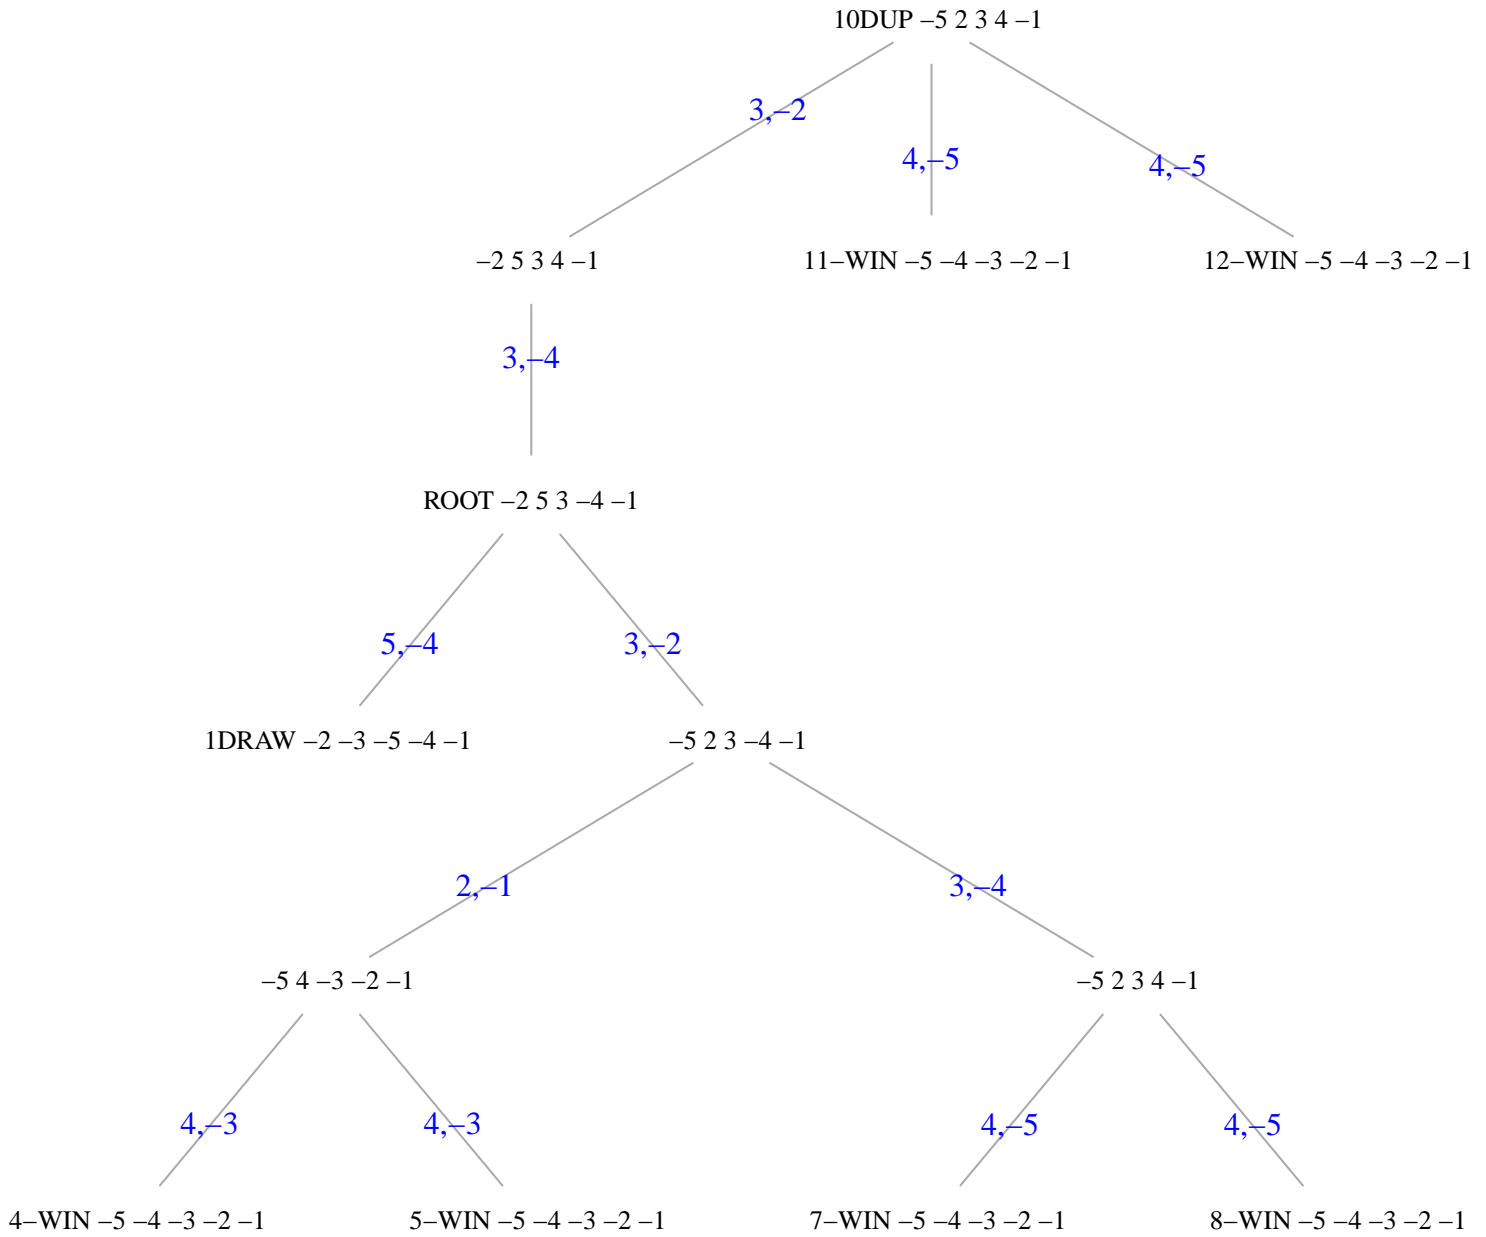 10DUP –5 2 3 4 –1
3,–2
4,–5
4,–5
–2 5 3 4 –1
11–WIN –5 –4 –3 –2 –1
12–WIN –5 –4 –3 –2 –1
3,–4
ROOT –2 5 3 –4 –1
5,–4
3,–2
1DRAW –2 –3 –5 –4 –1
–5 2 3 –4 –1
2,–1
3,–4
–5 4 –3 –2 –1
–5 2 3 4 –1
4,–3
4,–3
4,–5
4,–5
4–WIN –5 –4 –3 –2 –1
5–WIN –5 –4 –3 –2 –1
7–WIN –5 –4 –3 –2 –1
8–WIN –5 –4 –3 –2 –1